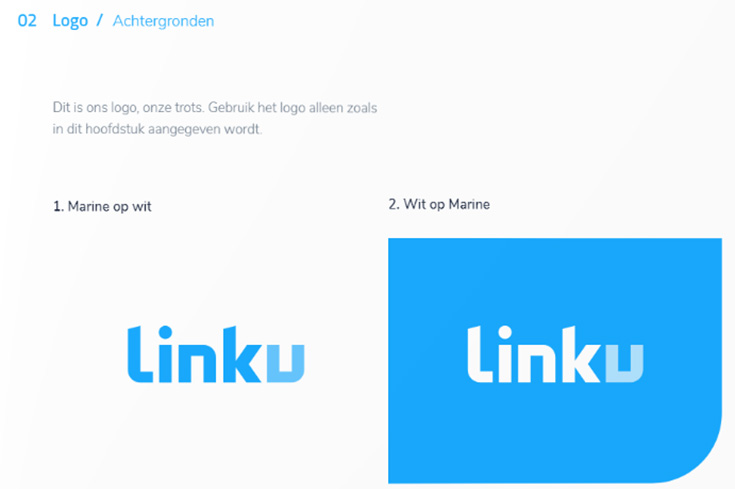 02 Logo / Achtergronden
Dit is ons logo, onze trots. Gebruik het logo alleen zoals
in dit hoofdstuk aangegeven wordt.
1. Marine op wit
2. Wit op Marine
linku
linku